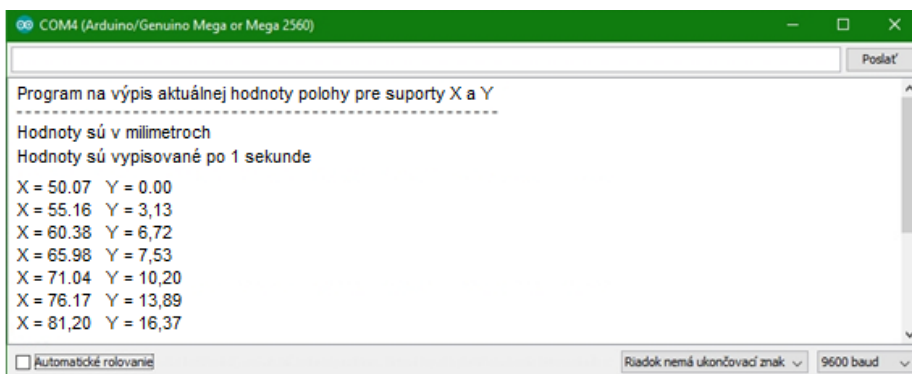 COM4 (Arduino/Genuino Mega or Mega 2560)
Poslať
Program na výpis aktuálnej hodnoty polohy pre suporty X a Y
------------------------------------------------------------
Hodnoty sú v milimetroch
Hodnoty sú vypisované po 1 sekunde
X = 50.07 Y = 0.00
X = 55.16 Y = 3,13
X = 60.38 Y = 6,72
X = 65.98 Y = 7,53
X = 71.04 Y = 10,20
X = 76.17 Y = 13,89
X = 81,20 Y = 16,37
Automatické rolovanie
Riadok nemá ukončovací znak
9600 baud